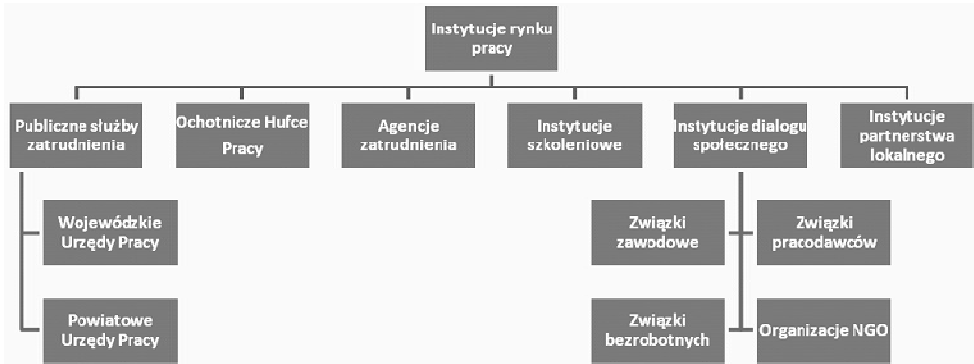 Instytucje rynku
pracy
Publiczne służby
zatrudnienia
Ochotnicze Hufce
Pracy
Agencje
zatrudnienia
Instytucje
szkoleniowe
Instytucje dialogu
społecznego
Instytucje
partnerstwa
lokalnego
Wojewódzkie
Urzędy Pracy
Związki
zawodowe
Związki
pracodawców
Powiatowe
Urzędy Pracy
Związki
bezrobotnych
Organizacje NGO